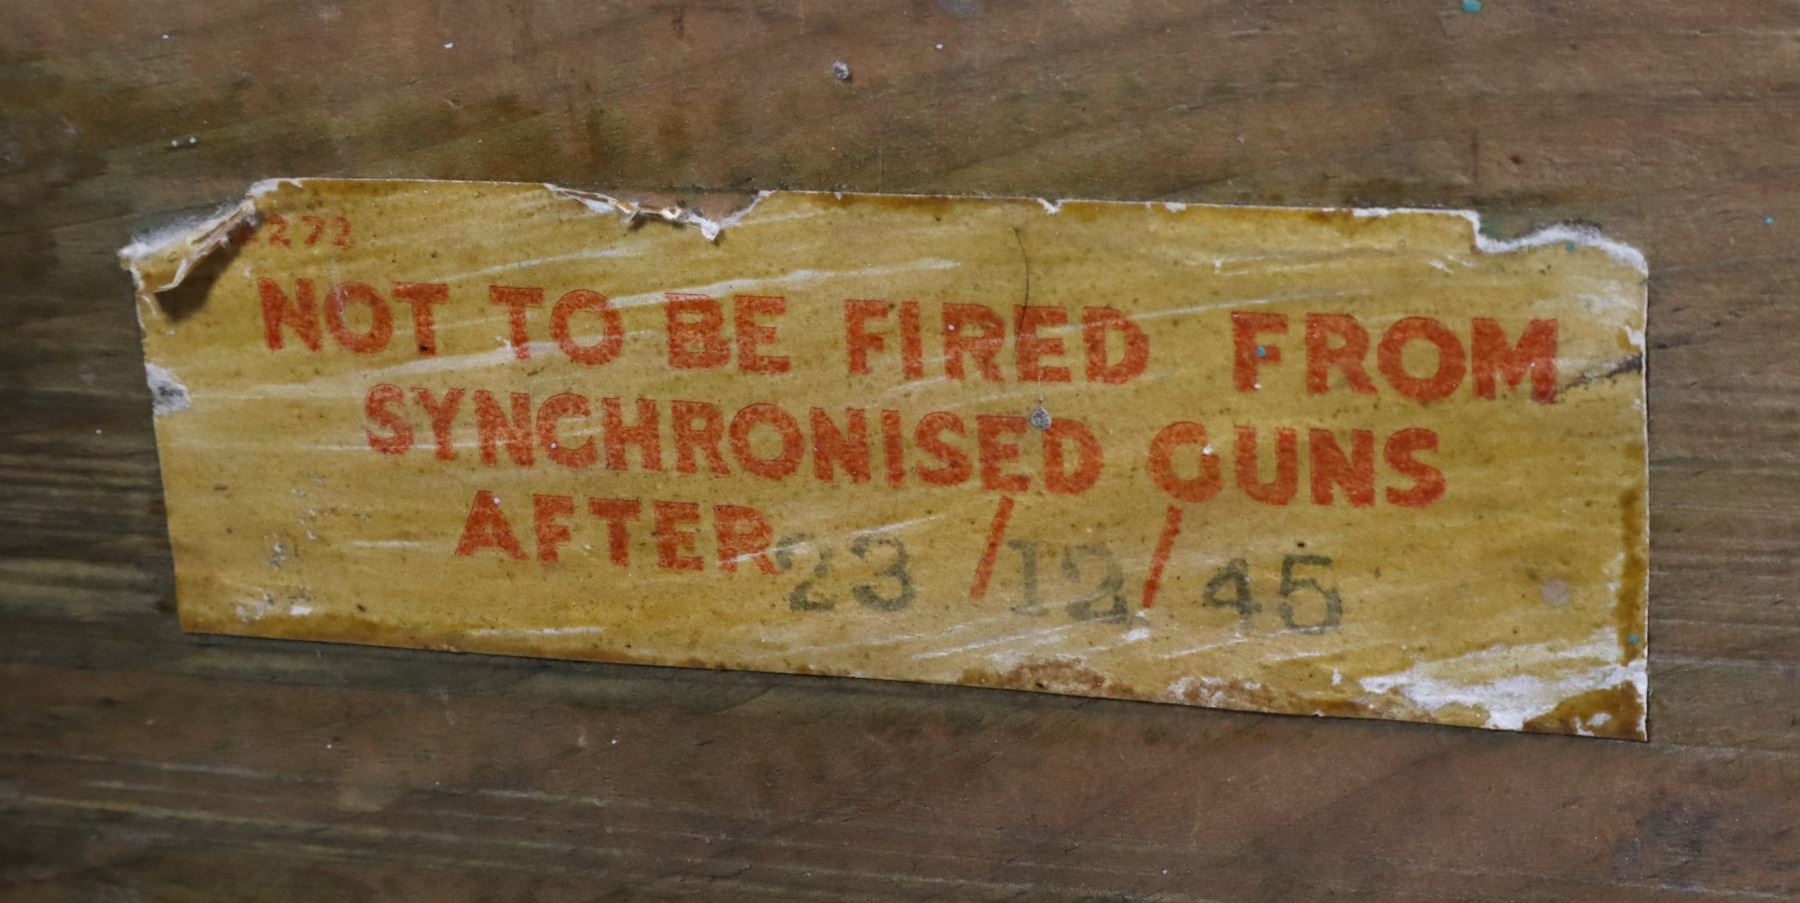 272
NOT TO BE FIRED FROM
SYNCHRONISED GUNS
AFTER 23 / 12 / 45